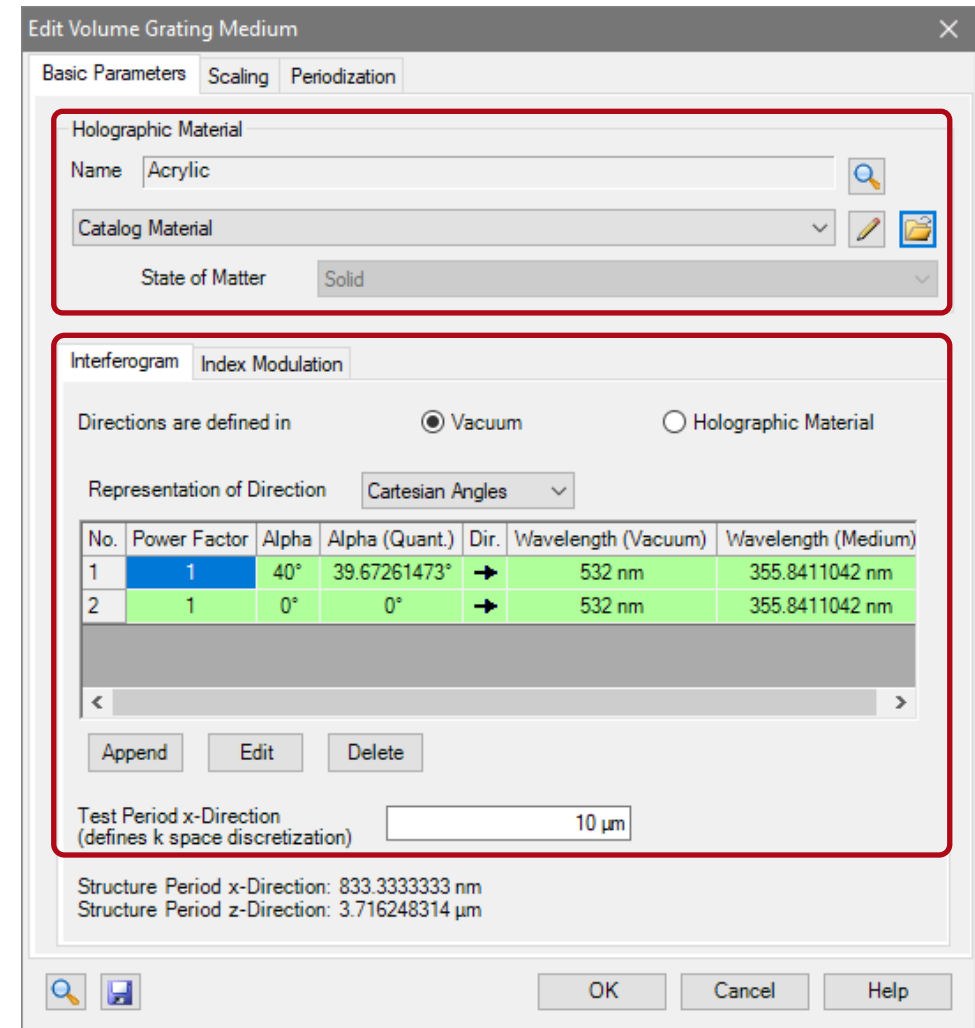 Edit Volume Grating Medium
Basic Parameters Scaling Periodization
Holographic Material
Name Acrylic
Catalog Material
State of Matter Solid
Interferogram Index Modulation
Directions are defined in Vacuum Holographic Material
Representation of Direction Cartesian Angles
No. Power Factor Alpha Alpha (Quant.) Dir. Wavelength (Vacuum) Wavelength (Medium)
1 1 40° 39.67261473° 532 nm 355.8411042 nm
2 1 0° 0° 532 nm 355.8411042 nm
Append Edit Delete
Test Period x-Direction
(defines k space discretization) 10 µm
Structure Period x-Direction: 833.3333333 nm
Structure Period z-Direction: 3.716248314 µm
OK Cancel Help